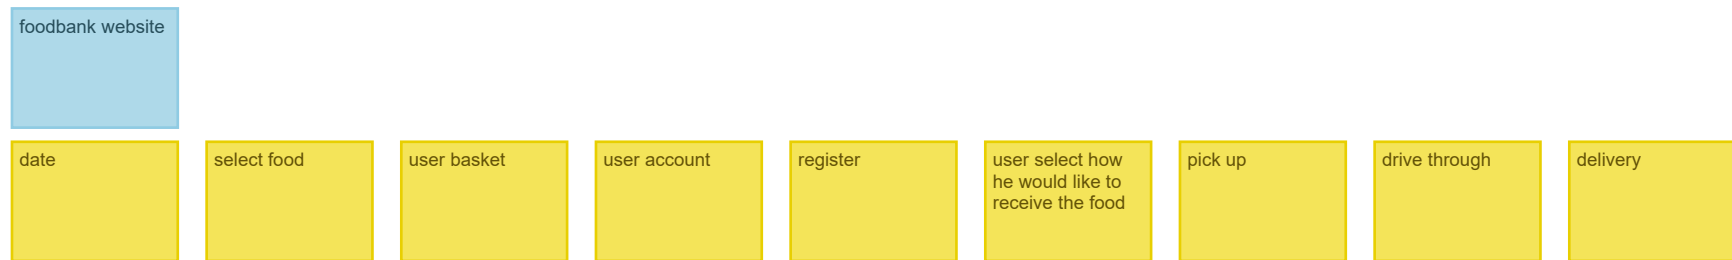 foodbank website
date
select food
user basket
user account
register
user select how
he would like to
receive the food
pick up
drive through
delivery